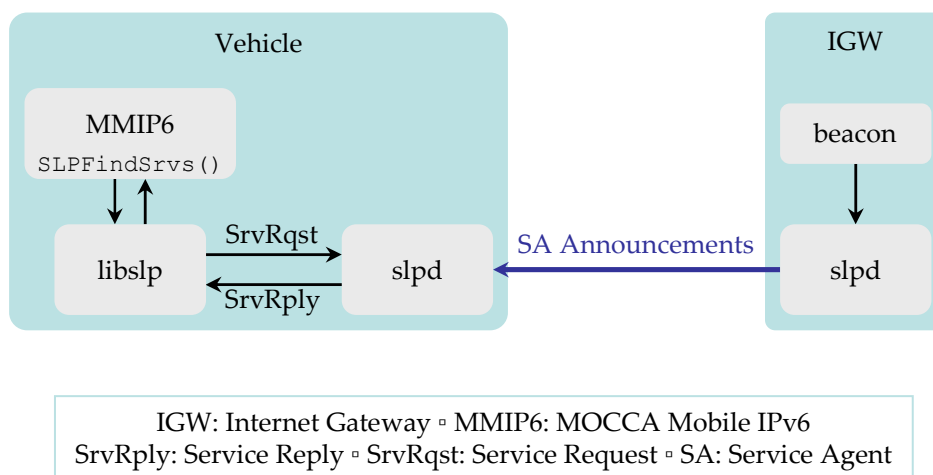 Vehicle
IGW
MMIP6
SLPFindSrvs()
beacon
SrvRqst
SA Announcements
libslp
slpd
slpd
SrvRply
IGW: Internet Gateway ▫ MMIP6: MOCCA Mobile IPv6
SrvRply: Service Reply ▫ SrvRqst: Service Request ▫ SA: Service Agent